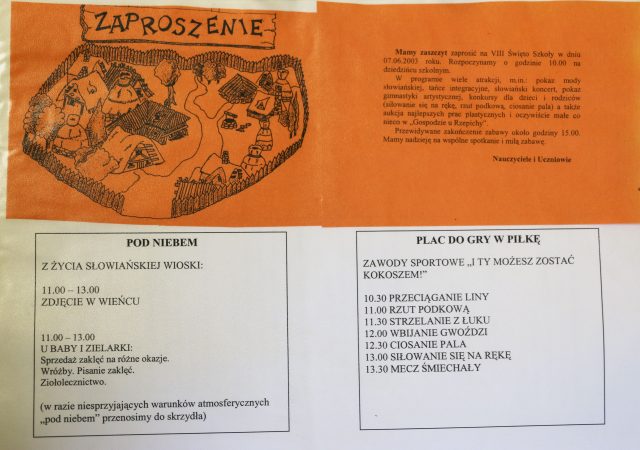 ZAPROSZENIE
Mamy zaszczyt zaprosić na VIII Święto Szkoły w dniu
07.06.2003 roku. Rozpoczynamy o godzinie 10.00 na
dziedzińcu szkolnym.
W programie wiele atrakcji, m.in.: pokaz mody
słowiańskiej, tańce integracyjne, słowiański koncert, pokaz
gimnastyki artystycznej, konkursy dla dzieci i rodziców
(siłowanie się na rękę, rzut podkową, ciosanie pala) a także
aukcja najlepszych prac plastycznych i oczywiście małe co
nieco w „Gospodzie u Rzepichy".
Przewidywane zakończenie zabawy około godziny 15.00.
Mamy nadzieję na wspólne spotkanie i miłą zabawę.
Nauczyciele i Uczniowie
POD NIEBEM
Z ŻYCIA SŁOWIAŃSKIEJ WIOSKI:
11.00 – 13.00
ZDJĘCIE W WIEŃCU
11.00 – 13.00
U BABY I ZIELARKI:
Sprzedaż zaklęć na różne okazje.
Wróżby. Pisanie zaklęć.
Ziołolecznictwo.
(w razie niesprzyjających warunków atmosferycznych
„pod niebem" przenosimy do skrzydła)
PLAC DO GRY W PIŁKĘ
ZAWODY SPORTOWE „I TY MOŻESZ ZOSTAĆ
KOKOSZEM!"
10.30 PRZECIĄGANIE LINY
11.00 RZUT PODKOWĄ
11.30 STRZELANIE Z ŁUKU
12.00 WBIJANIE GWOŹDZI
12.30 CIOSANIE PALA
13.00 SIŁOWANIE SIĘ NA RĘKĘ
13.30 MECZ ŚMIECHAŁY